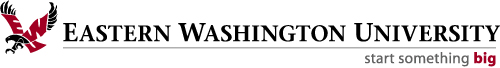 EASTERN WASHINGTON UNIVERSITY
start something big